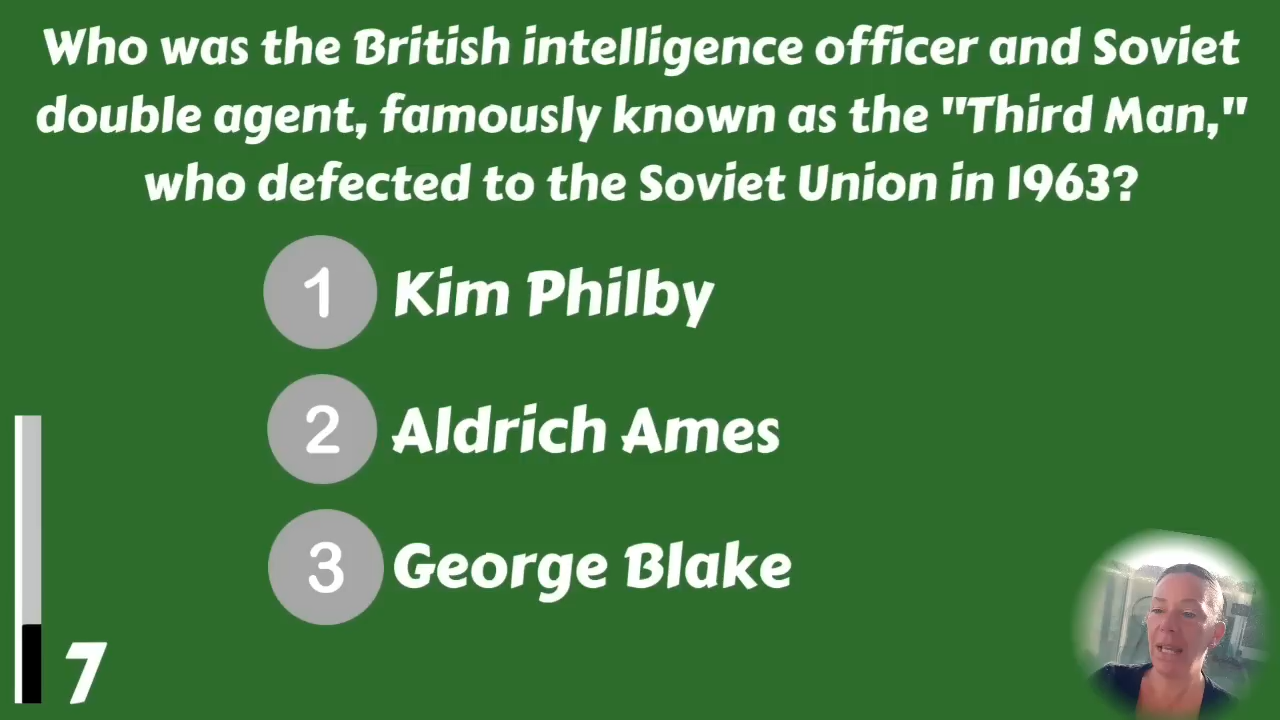 Who was the British intelligence officer and Soviet
double agent, famously known as the "Third Man,"
who defected to the Soviet Union in 1963?
1 Kim Philby
2 Aldrich Ames
3 George Blake
7